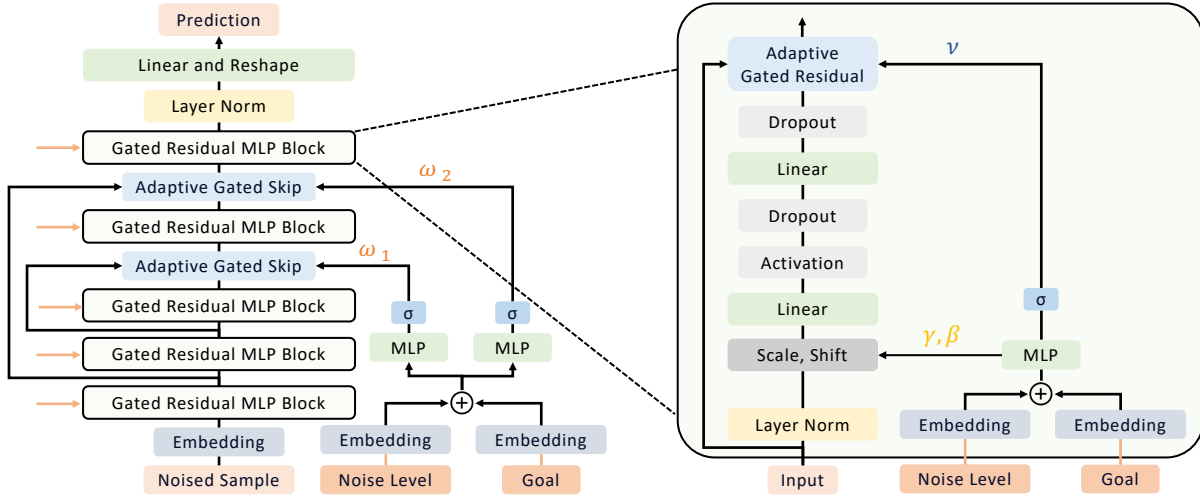 Prediction
Linear and Reshape
Layer Norm
Gated Residual MLP Block
Adaptive Gated Skip
ω 2
Gated Residual MLP Block
ω 1
Adaptive Gated Skip
Gated Residual MLP Block
σ
σ
MLP
MLP
Gated Residual MLP Block
Gated Residual MLP Block
Embedding
Embedding
Embedding
Noised Sample
Noise Level
Goal
Adaptive
Gated Residual
ν
Dropout
Linear
Dropout
Activation
Linear
σ
γ, β
Scale, Shift
MLP
Layer Norm
Embedding
Embedding
Input
Noise Level
Goal